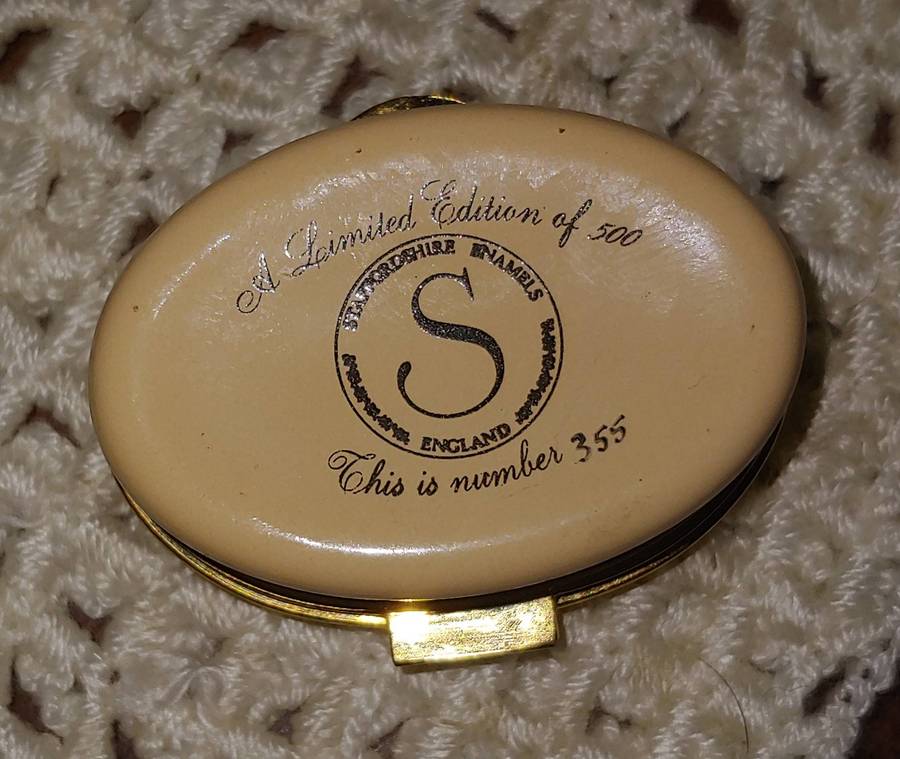 A Limited Edition of 500
STAFFORDSHIRE ENAMELS
S
ENGLAND
This is number 355